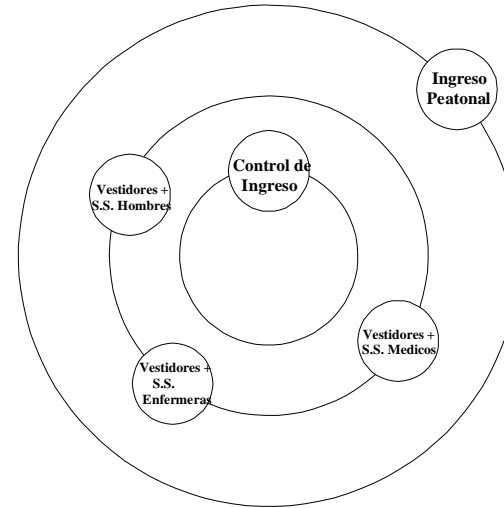 Ingreso
Peatonal
Control de
Ingreso
Vestidores +
S.S. Hombres
Vestidores +
S.S. Medicos
Vestidores +
S.S.
Enfermeras